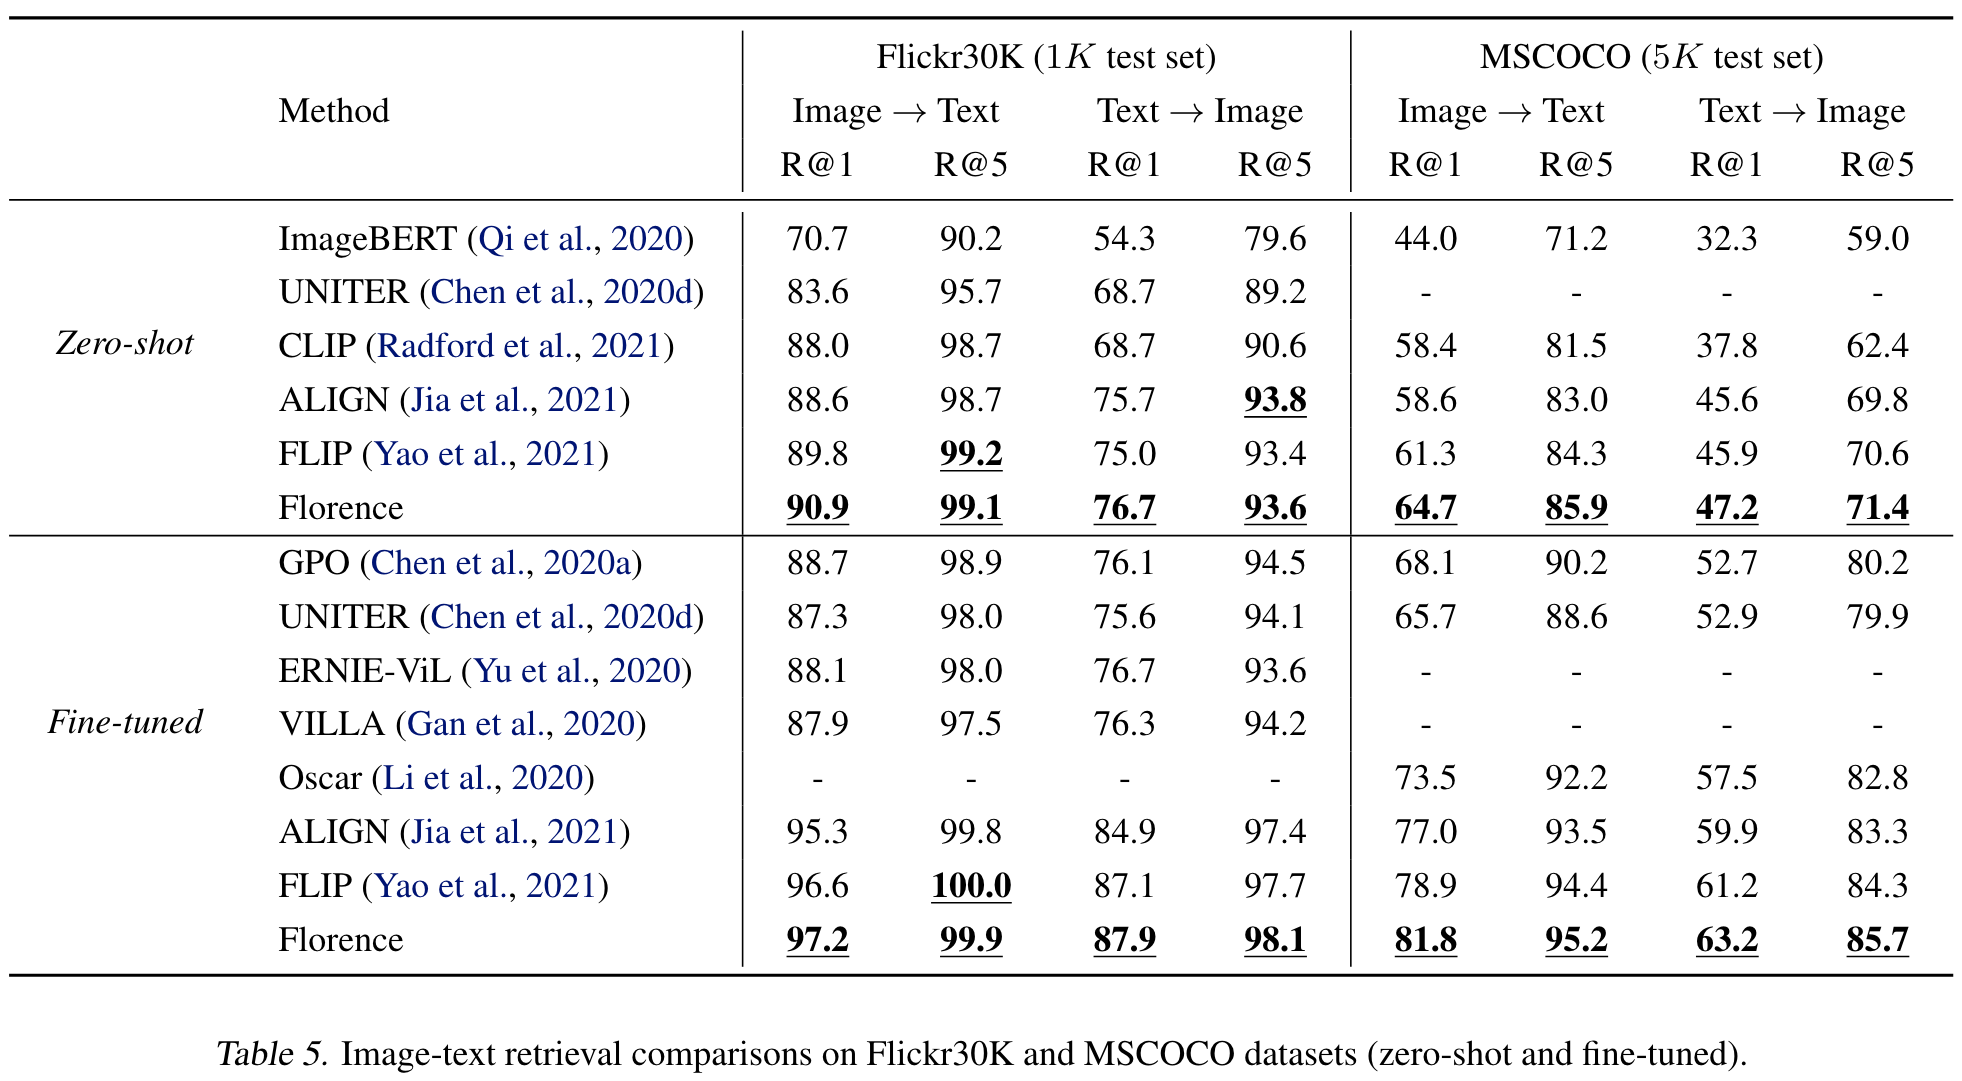 Flickr30K (1K test set) MSCOCO (5K test set)
Method Image → Text Text → Image Image → Text Text → Image
R@1 R@5 R@1 R@5 R@1 R@5 R@1 R@5
ImageBERT (Qi et al., 2020) 70.7 90.2 54.3 79.6 44.0 71.2 32.3 59.0
UNITER (Chen et al., 2020d) 83.6 95.7 68.7 89.2 - - - -
Zero-shot CLIP (Radford et al., 2021) 88.0 98.7 68.7 90.6 58.4 81.5 37.8 62.4
ALIGN (Jia et al., 2021) 88.6 98.7 75.7 93.8 58.6 83.0 45.6 69.8
FLIP (Yao et al., 2021) 89.8 99.2 75.0 93.4 61.3 84.3 45.9 70.6
Florence 90.9 99.1 76.7 93.6 64.7 85.9 47.2 71.4
GPO (Chen et al., 2020a) 88.7 98.9 76.1 94.5 68.1 90.2 52.7 80.2
UNITER (Chen et al., 2020d) 87.3 98.0 75.6 94.1 65.7 88.6 52.9 79.9
ERNIE-ViL (Yu et al., 2020) 88.1 98.0 76.7 93.6 - - - -
Fine-tuned VILLA (Gan et al., 2020) 87.9 97.5 76.3 94.2 - - - -
Oscar (Li et al., 2020) - - - - 73.5 92.2 57.5 82.8
ALIGN (Jia et al., 2021) 95.3 99.8 84.9 97.4 77.0 93.5 59.9 83.3
FLIP (Yao et al., 2021) 96.6 100.0 87.1 97.7 78.9 94.4 61.2 84.3
Florence 97.2 99.9 87.9 98.1 81.8 95.2 63.2 85.7
Table 5. Image-text retrieval comparisons on Flickr30K and MSCOCO datasets (zero-shot and fine-tuned).